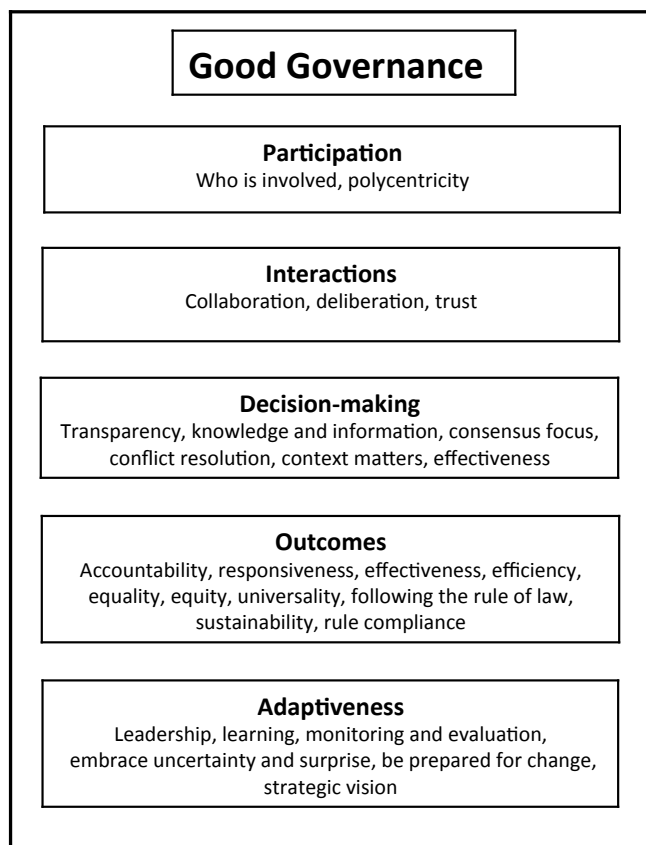 Good Governance
Participation
Who is involved, polycentricity
Interactions
Collaboration, deliberation, trust
Decision-making
Transparency, knowledge and information, consensus focus,
conflict resolution, context matters, effectiveness
Outcomes
Accountability, responsiveness, effectiveness, efficiency,
equality, equity, universality, following the rule of law,
sustainability, rule compliance
Adaptiveness
Leadership, learning, monitoring and evaluation,
embrace uncertainty and surprise, be prepared for change,
strategic vision